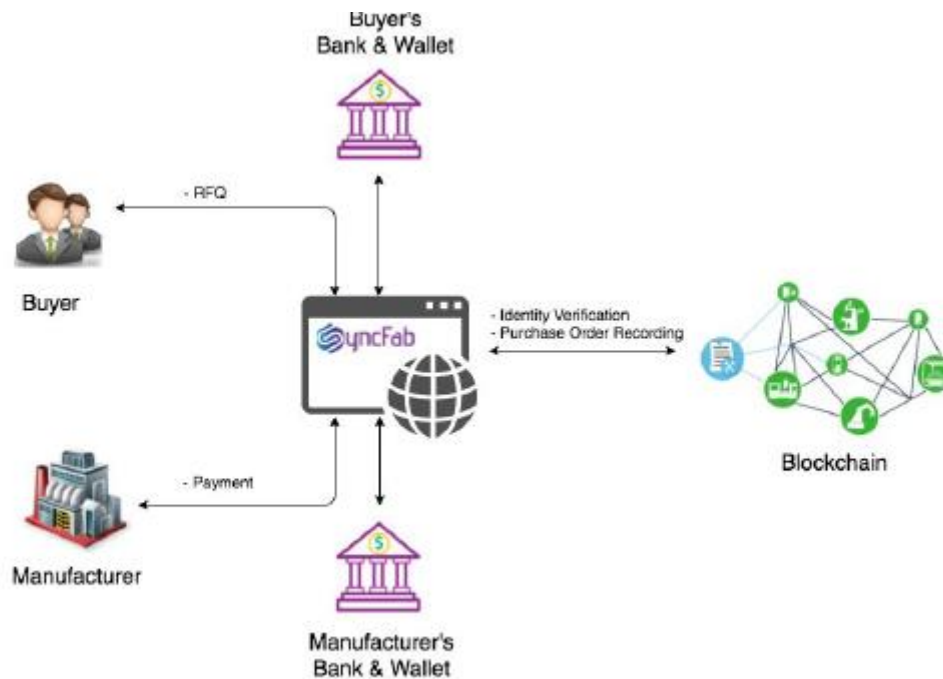 Buyer's
Bank & Wallet
- RFQ
Buyer
SyncFab
- Identity Verification
- Purchase Order Recording
Blockchain
- Payment
Manufacturer
Manufacturer's
Bank & Wallet